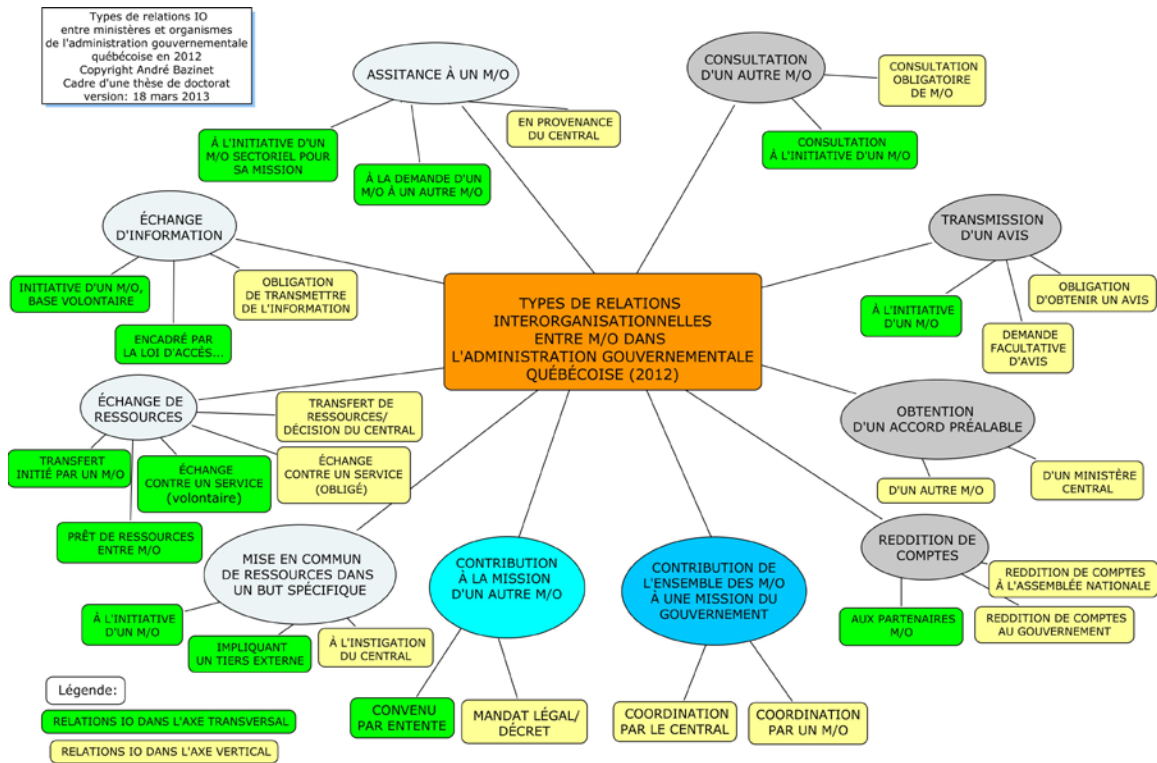 Types de relations IO
entre ministères et organismes
de l'administration gouvernementale
québécoise en 2012
Copyright André Bazinet
Cadre d'une thèse de doctorat
version: 18 mars 2013
ASSITANCE À UN M/O
À L'INITIATIVE D'UN
M/O SECTORIEL POUR
SA MISSION
À LA DEMANDE D'UN
M/O À UN AUTRE M/O
EN PROVENANCE
DU CENTRAL
CONSULTATION
D'UN AUTRE M/O
CONSULTATION
OBLIGATOIRE
DE M/O
CONSULTATION
À L'INITIATIVE D'UN M/O
ÉCHANGE
D'INFORMATION
INITIATIVE D'UN M/O,
BASE VOLONTAIRE
ENCADRÉ PAR
LA LOI D'ACCÈS...
OBLIGATION
DE TRANSMETTRE
DE L'INFORMATION
TYPES DE RELATIONS
INTERORGANISATIONNELLES
ENTRE M/O DANS
L'ADMINISTRATION GOUVERNEMENTALE
QUÉBÉCOISE (2012)
TRANSMISSION
D'UN AVIS
À L'INITIATIVE
D'UN M/O
DEMANDE
FACULTATIVE
D'AVIS
OBLIGATION
D'OBTENIR UN AVIS
ÉCHANGE DE
RESSOURCES
TRANSFERT DE
RESSOURCES/
DÉCISION DU CENTRAL
TRANSFERT
INITIÉ PAR UN M/O
ÉCHANGE
CONTRE UN SERVICE
(volontaire)
ÉCHANGE
CONTRE UN SERVICE
(OBLIGÉ)
PRÊT DE RESSOURCES
ENTRE M/O
OBTENTION
D'UN ACCORD PRÉALABLE
D'UN AUTRE M/O
D'UN MINISTÈRE
CENTRAL
MISE EN COMMUN
DE RESSOURCES DANS
UN BUT SPÉCIFIQUE
À L'INITIATIVE
D'UN M/O
IMPLIQUANT
UN TIERS EXTERNE
À L'INSTIGATION
DU CENTRAL
CONTRIBUTION
À LA MISSION
D'UN AUTRE M/O
CONVENU
PAR ENTENTE
MANDAT LÉGAL/
DÉCRET
CONTRIBUTION DE
L'ENSEMBLE DES M/O
À UNE MISSION DU
GOUVERNEMENT
COORDINATION
PAR LE CENTRAL
COORDINATION
PAR UN M/O
REDDITION DE
COMPTES
REDDITION DE COMPTES
À L'ASSEMBLÉE NATIONALE
AUX PARTENAIRES
M/O
REDDITION DE COMPTES
AU GOUVERNEMENT
Légende:
RELATIONS IO DANS L'AXE TRANSVERSAL
RELATIONS IO DANS L'AXE VERTICAL